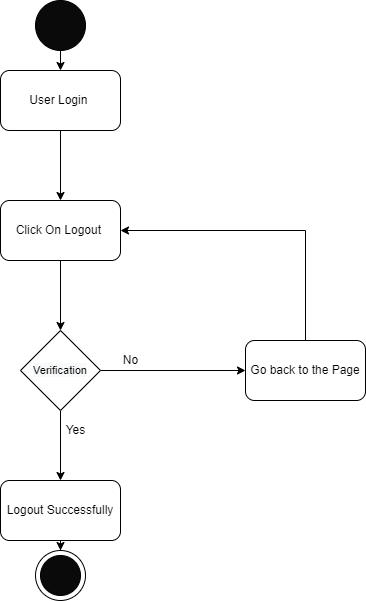 User Login
Click On Logout
Verification
No
Go back to the Page
Yes
Logout Successfully